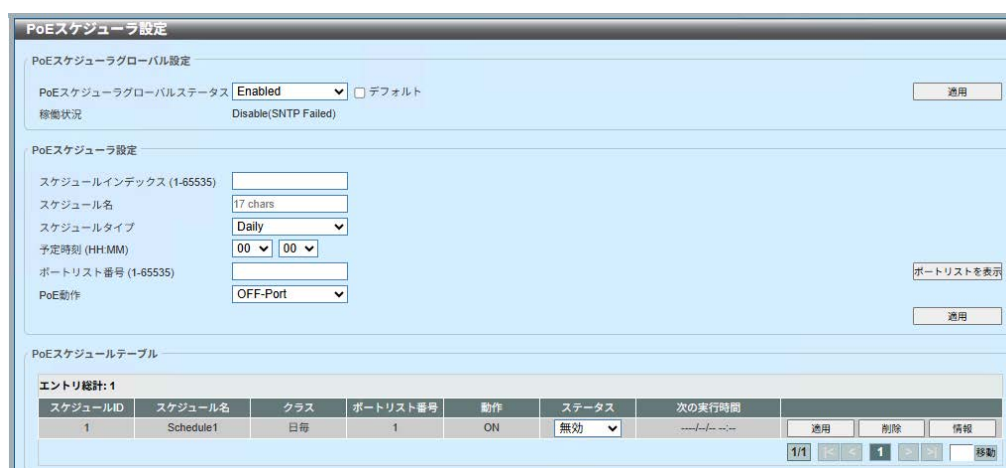 PoEスケジューラ設定
PoEスケジューラグローバル設定
PoEスケジューラグローバルステータス Enabled デフォルト 適用
稼働状況 Disable(SNTP Failed)
PoEスケジューラ設定
スケジュールインデックス (1-65535)
スケジュール名 17 chars
スケジュールタイプ Daily
予定時刻 (HH:MM) 00 00
ポートリスト番号 (1-65535) ポートリストを表示
PoE動作 OFF-Port
適用
PoEスケジュールテーブル
エントリ総計: 1
スケジュールID スケジュール名 クラス ポートリスト番号 動作 ステータス 次の実行時間
1 Schedule1 日毎 1 ON 無効 ----/--/-- --:-- 適用 削除 情報
1/1 |< < 1 > >| 移動